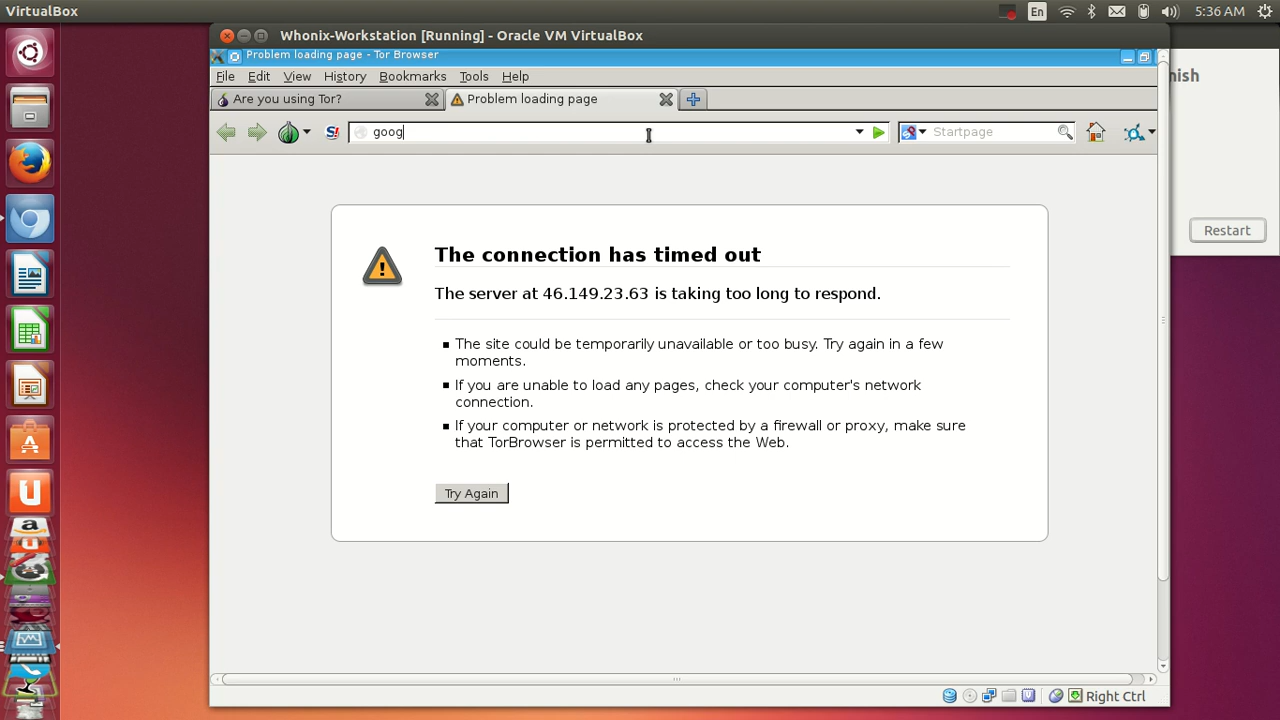 VirtualBox
En
5:36 AM
Whonix-Workstation [Running] - Oracle VM VirtualBox
Problem loading page - Tor Browser
nish
File Edit View History Bookmarks Tools Help
Are you using Tor?
Problem loading page
goog
Startpage
Restart
The connection has timed out
The server at 46.149.23.63 is taking too long to respond.
The site could be temporarily unavailable or too busy. Try again in a few
moments.
If you are unable to load any pages, check your computer's network
connection.
If your computer or network is protected by a firewall or proxy, make sure
that TorBrowser is permitted to access the Web.
Try Again
Right Ctrl